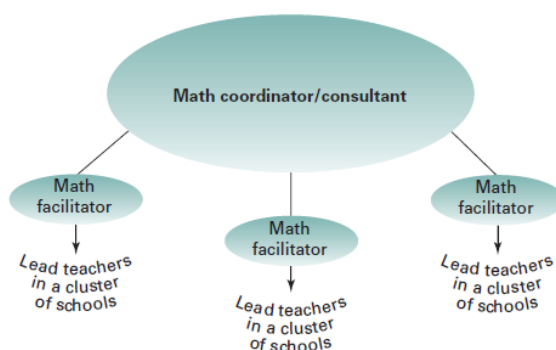 Math coordinator/consultant
Math
facilitator
Lead teachers
in a cluster
of schools
Math
facilitator
Lead teachers
in a cluster
of schools
Math
facilitator
Lead teachers
in a cluster
of schools